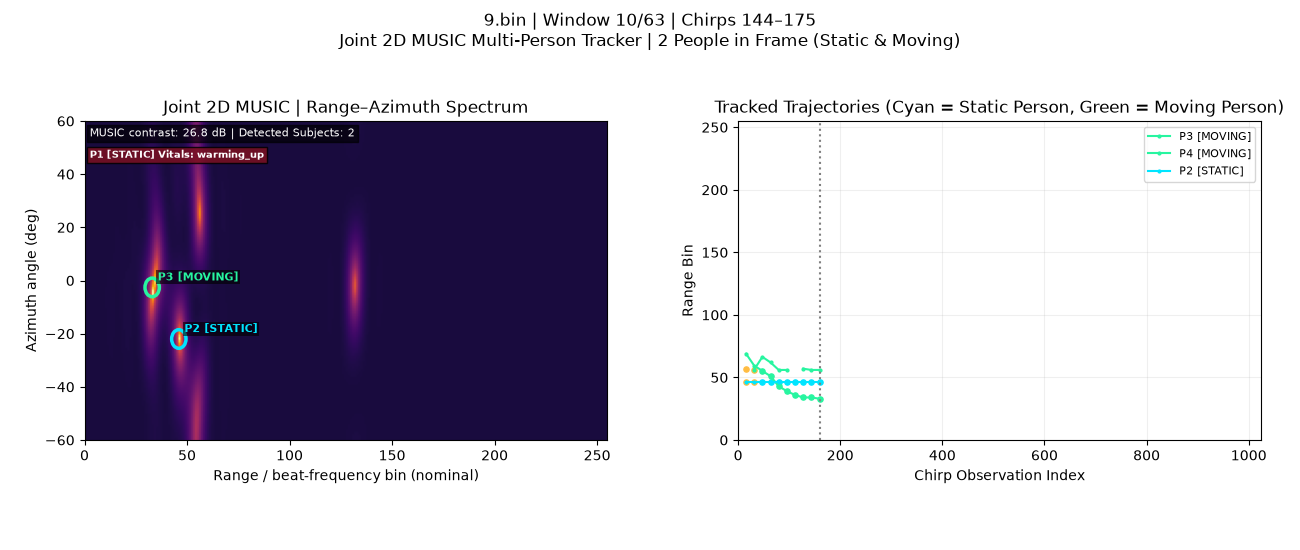 9.bin | Window 10/63 | Chirps 144–175
Joint 2D MUSIC Multi-Person Tracker | 2 People in Frame (Static & Moving)
Joint 2D MUSIC | Range–Azimuth Spectrum
MUSIC contrast: 26.8 dB | Detected Subjects: 2
P1 [STATIC] Vitals: warming_up
P3 [MOVING]
P2 [STATIC]
60
40
20
0
−20
−40
−60
Azimuth angle (deg)
0
50
100
150
200
250
Range / beat-frequency bin (nominal)
Tracked Trajectories (Cyan = Static Person, Green = Moving Person)
P3 [MOVING]
P4 [MOVING]
P2 [STATIC]
250
200
150
100
50
0
Range Bin
0
200
400
600
800
1000
Chirp Observation Index